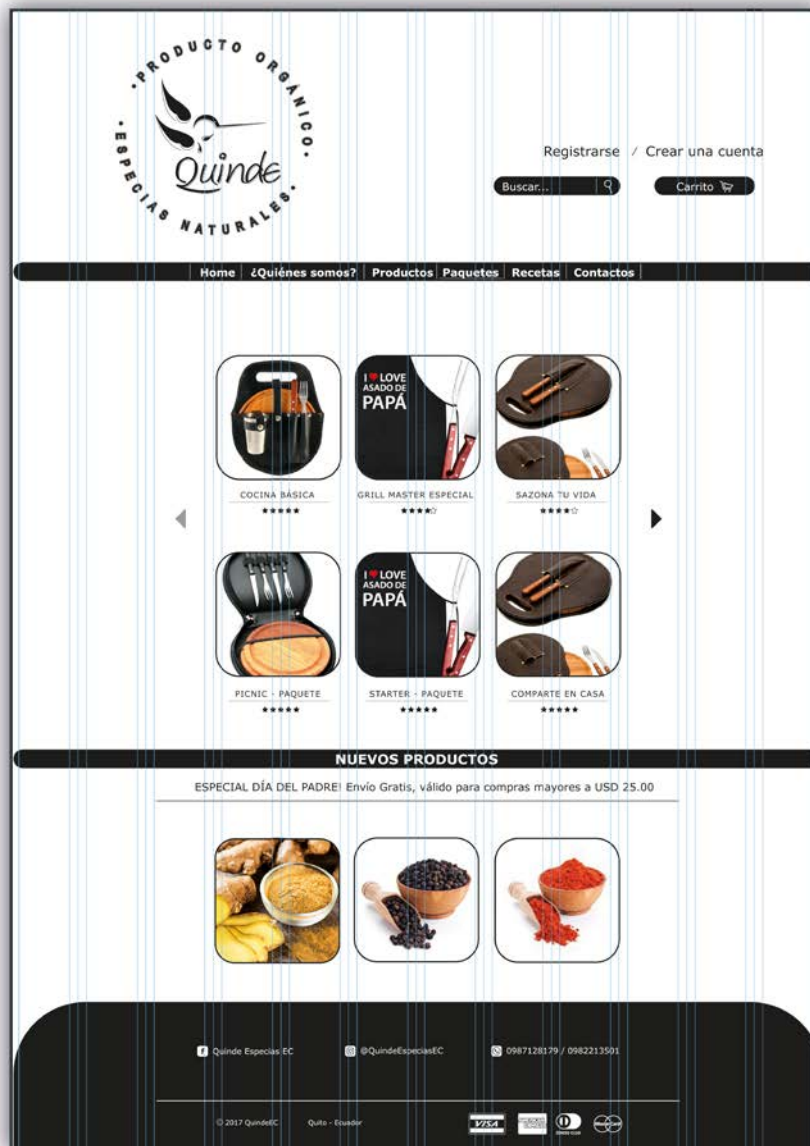 ·PRODUCTO ORGÁNICO·
·ESPECIAS NATURALES·
Quinde
Registrarse / Crear una cuenta
Buscar... Carrito
Home ¿Quiénes somos? Productos Paquetes Recetas Contactos
I ♥ LOVE
ASADO DE
PAPÁ
COCINA BÁSICA GRILL MASTER ESPECIAL SAZONA TU VIDA
★★★★★ ★★★★☆ ★★★★☆
I ♥ LOVE
ASADO DE
PAPÁ
PICNIC - PAQUETE STARTER - PAQUETE COMPARTE EN CASA
★★★★★ ★★★★★ ★★★★★
NUEVOS PRODUCTOS
ESPECIAL DÍA DEL PADRE! Envío Gratis, válido para compras mayores a USD 25.00
Quinde Especias EC @QuindeEspeciasEC 0987128179 / 0982213501
© 2017 QuindeEC Quito - Ecuador VISA